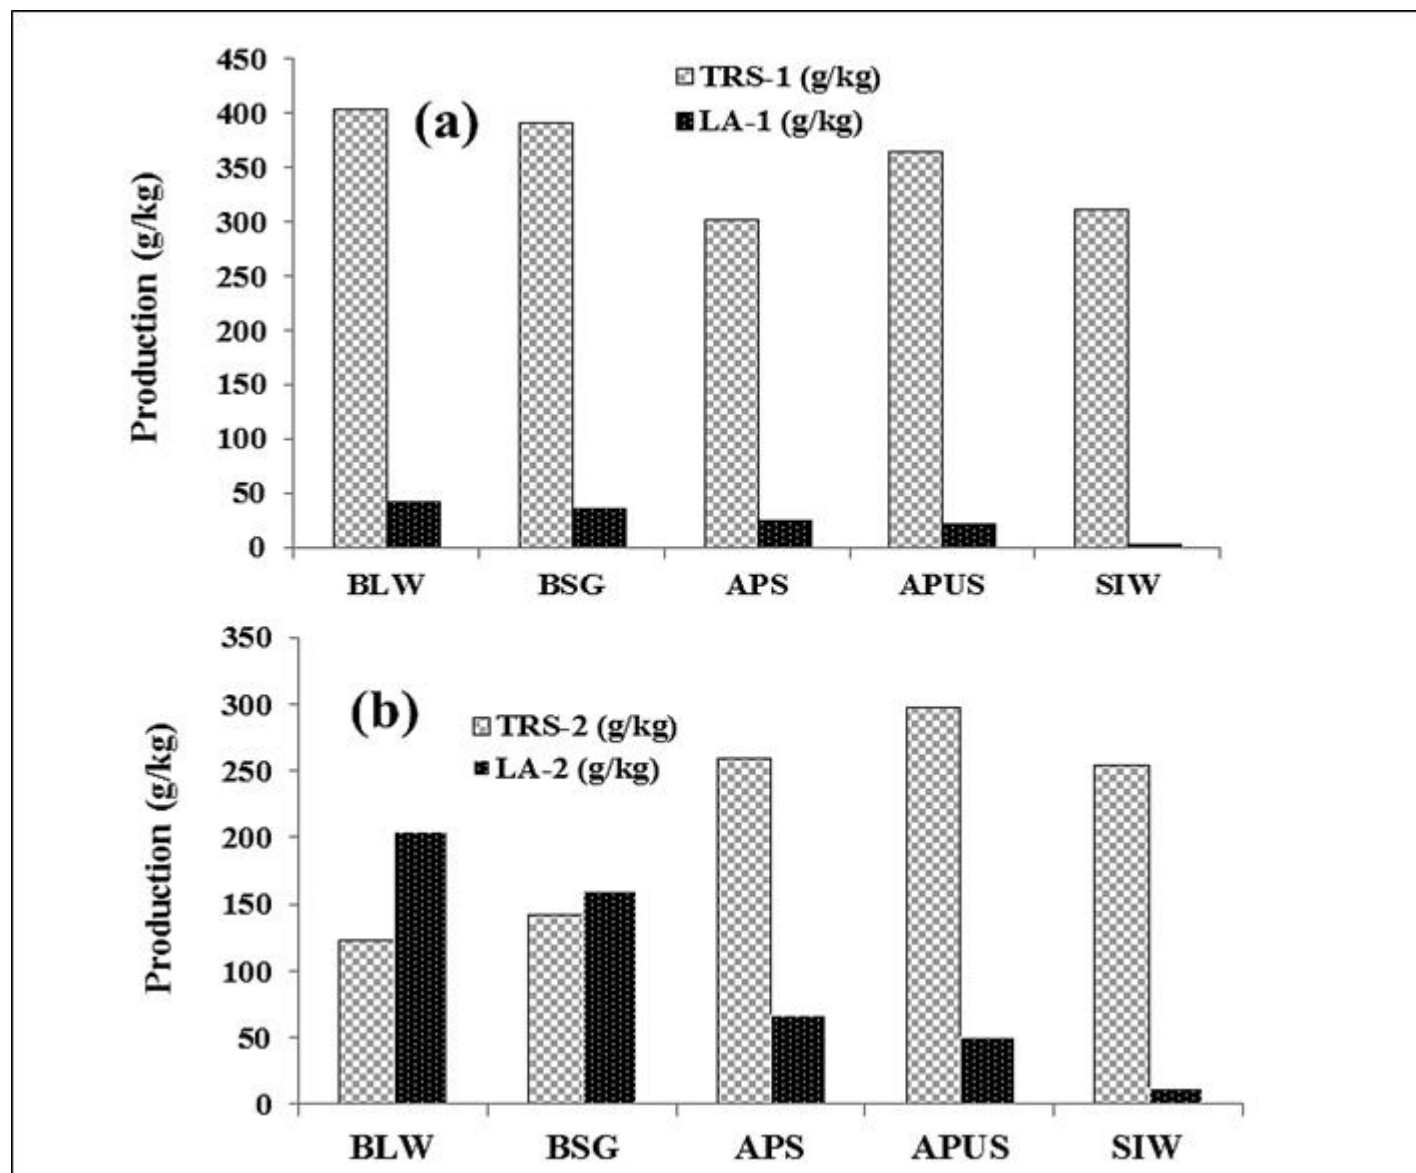 450
400
350
300
250
200
150
100
50
0
Production (g/kg)
(a)
TRS-1 (g/kg)
LA-1 (g/kg)
BLW BSG APS APUS SIW
350
300
250
200
150
100
50
0
Production (g/kg)
(b)
TRS-2 (g/kg)
LA-2 (g/kg)
BLW BSG APS APUS SIW